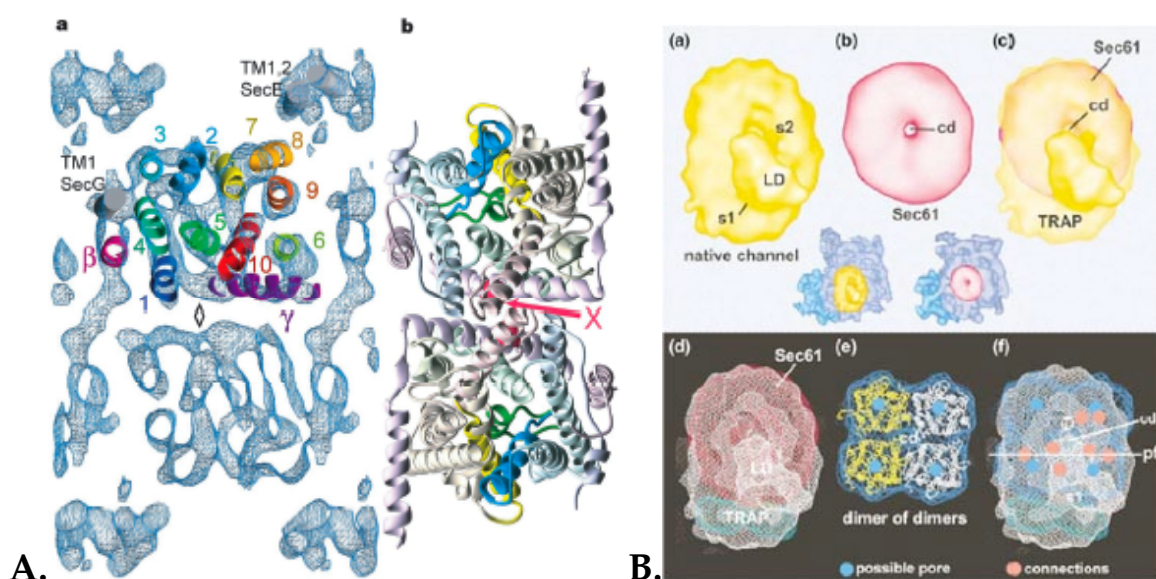 a
TM1,2
SecE
3
2
7
8
TM1
SecG
9
5
4
6
β
10
1
γ
b
X
A.
(a)
s2
LD
s1
native channel
(b)
cd
Sec61
(c)
Sec61
cd
TRAP
(d)
Sec61
LD
TRAP
(e)
cd
dimer of dimers
(f)
cd
s1
possible pore
connections
B.